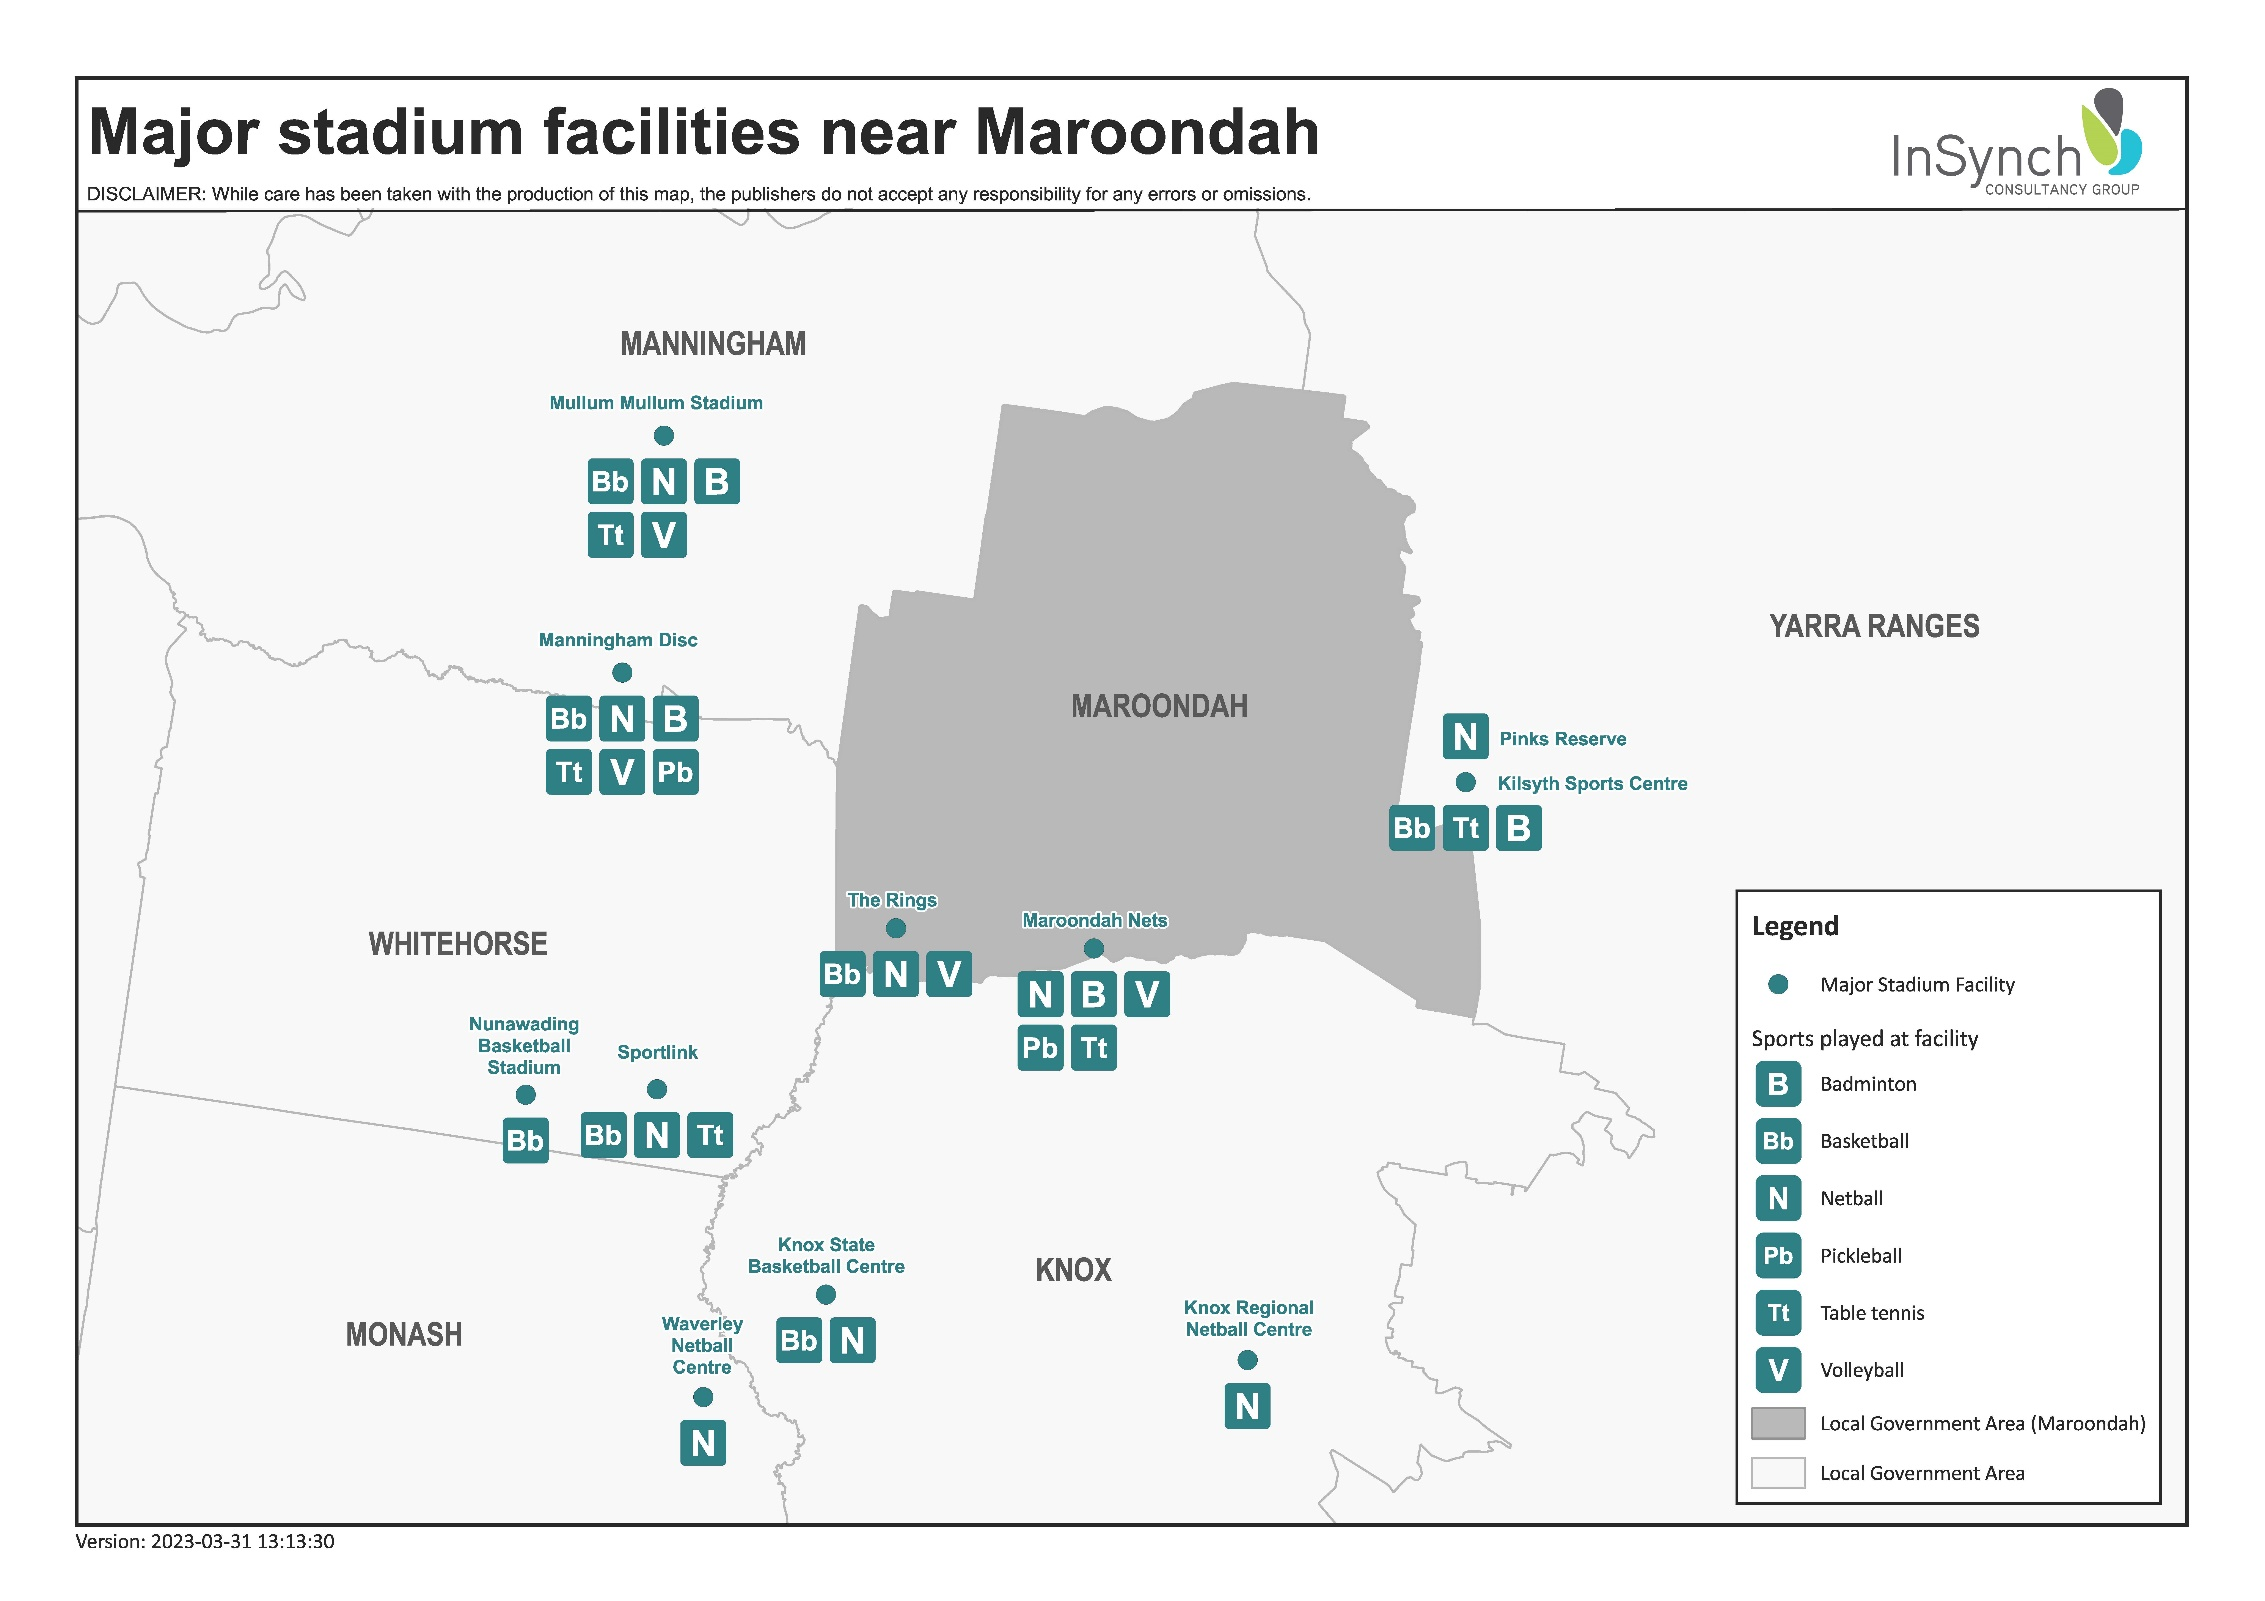 Major stadium facilities near Maroondah
DISCLAIMER: While care has been taken with the production of this map, the publishers do not accept any responsibility for any errors or omissions.
InSynch
CONSULTANCY GROUP
MANNINGHAM
Mullum Mullum Stadium
Bb N B
Tt V
Manningham Disc
Bb N B
Tt V Pb
YARRA RANGES
MAROONDAH
N Pinks Reserve
Kilsyth Sports Centre
Bb Tt B
WHITEHORSE
The Rings
Bb N V
Maroondah Nets
N B V
Pb Tt
Nunawading
Basketball
Stadium
Bb
Sportlink
Bb N Tt
Knox State
Basketball Centre
Bb N
KNOX
MONASH
Waverley
Netball
Centre
N
Knox Regional
Netball Centre
N
Legend
Major Stadium Facility
Sports played at facility
B Badminton
Bb Basketball
N Netball
Pb Pickleball
Tt Table tennis
V Volleyball
Local Government Area (Maroondah)
Local Government Area
Version: 2023-03-31 13:13:30